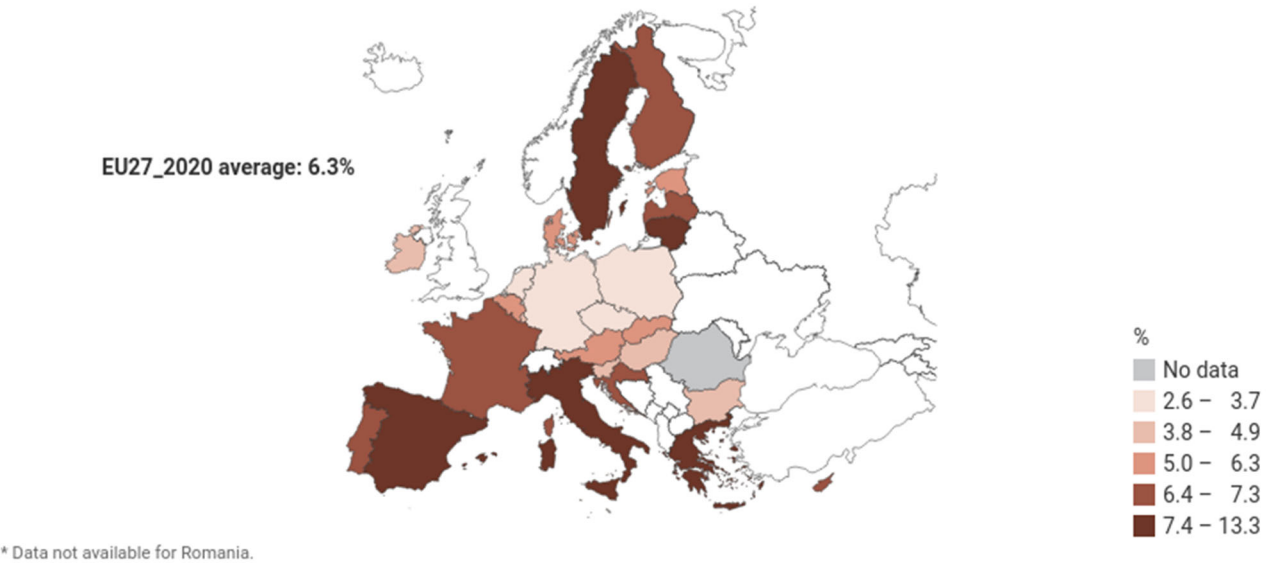 EU27_2020 average: 6.3%
%
No data
2.6 – 3.7
3.8 – 4.9
5.0 – 6.3
6.4 – 7.3
7.4 – 13.3
* Data not available for Romania.